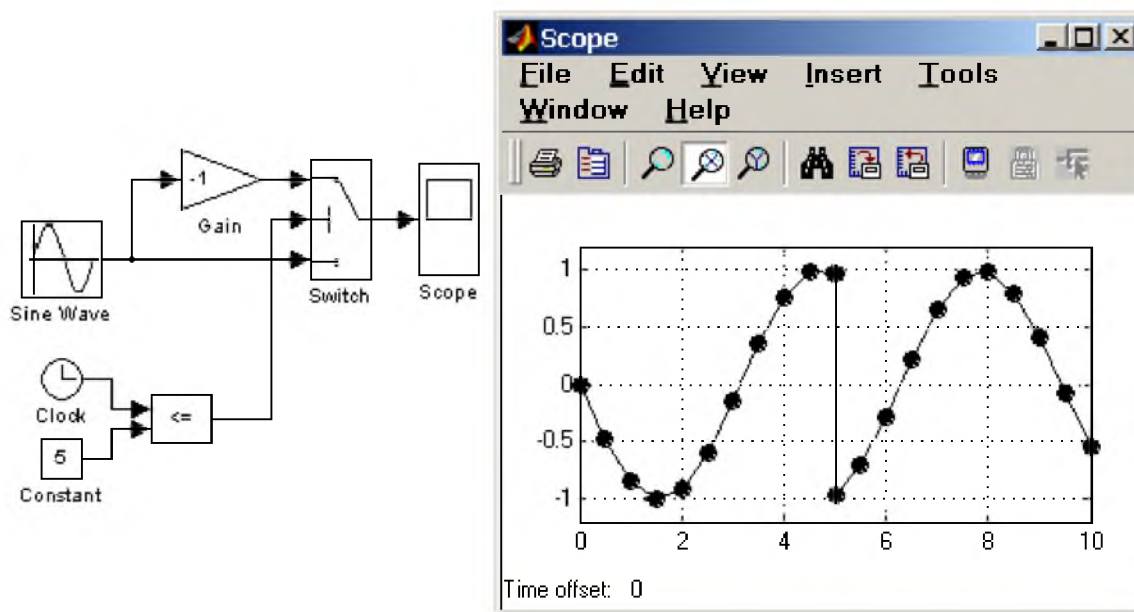 Scope
File Edit View Insert Tools
Window Help
-1
Gain
Sine Wave
Switch
Scope
Clock
<=
5
Constant
1
0.5
0
-0.5
-1
0 2 4 6 8 10
Time offset: 0